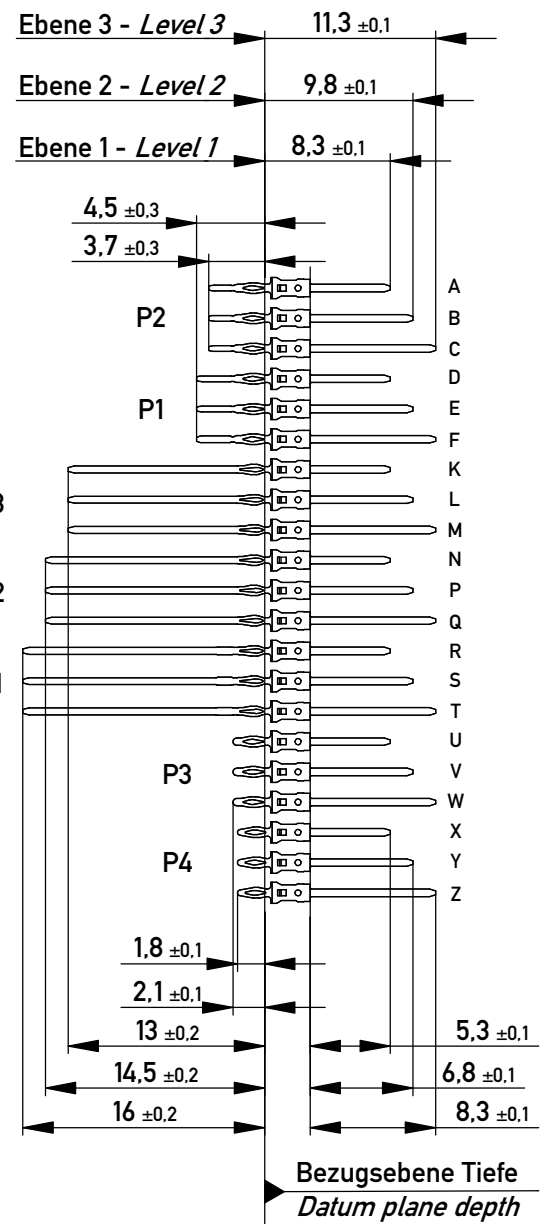 Ebene 3 - Level 3 11,3 ±0,1
Ebene 2 - Level 2 9,8 ±0,1
Ebene 1 - Level 1 8,3 ±0,1
4,5 ±0,3
3,7 ±0,3
A
P2 B
C
D
P1 E
F
K
3 L
M
N
2 P
Q
R
1 S
T
U
P3 V
W
X
P4 Y
Z
1,8 ±0,1
2,1 ±0,1
13 ±0,2 5,3 ±0,1
14,5 ±0,2 6,8 ±0,1
16 ±0,2 8,3 ±0,1
Bezugsebene Tiefe
Datum plane depth